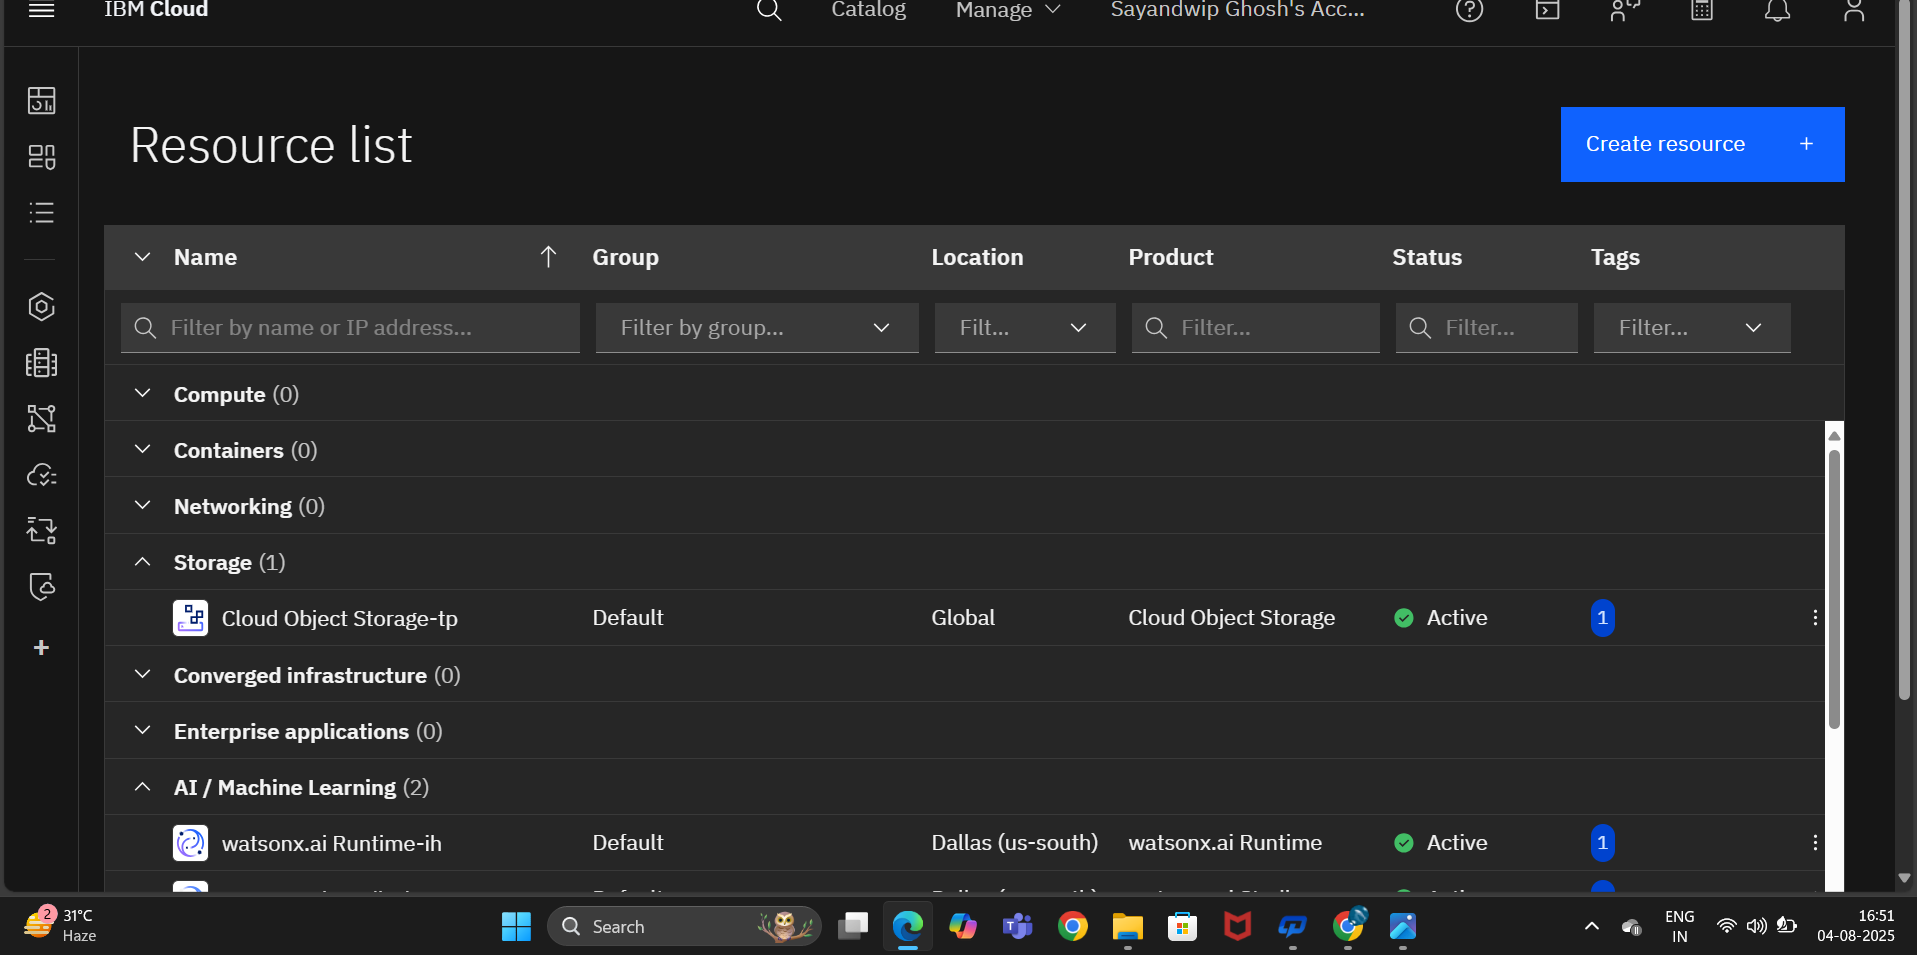 IBM Cloud
Catalog
Manage
Sayandwip Ghosh's Acc...
Resource list
Create resource +
Name
Group
Location
Product
Status
Tags
Filter by name or IP address...
Filter by group...
Filt...
Filter...
Filter...
Filter...
Compute (0)
Containers (0)
Networking (0)
Storage (1)
Cloud Object Storage-tp
Default
Global
Cloud Object Storage
Active
1
Converged infrastructure (0)
Enterprise applications (0)
AI / Machine Learning (2)
watsonx.ai Runtime-ih
Default
Dallas (us-south)
watsonx.ai Runtime
Active
1
2
31°C
Haze
Search
ENG
IN
16:51
04-08-2025